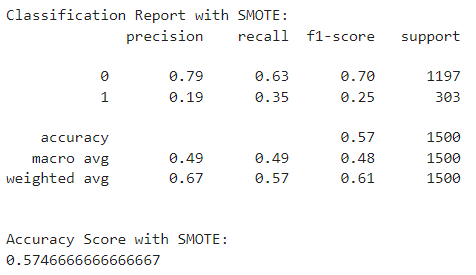 Classification Report with SMOTE:
precision recall f1-score support
0 0.79 0.63 0.70 1197
1 0.19 0.35 0.25 303
accuracy 0.57 1500
macro avg 0.49 0.49 0.48 1500
weighted avg 0.67 0.57 0.61 1500
Accuracy Score with SMOTE:
0.5746666666666667